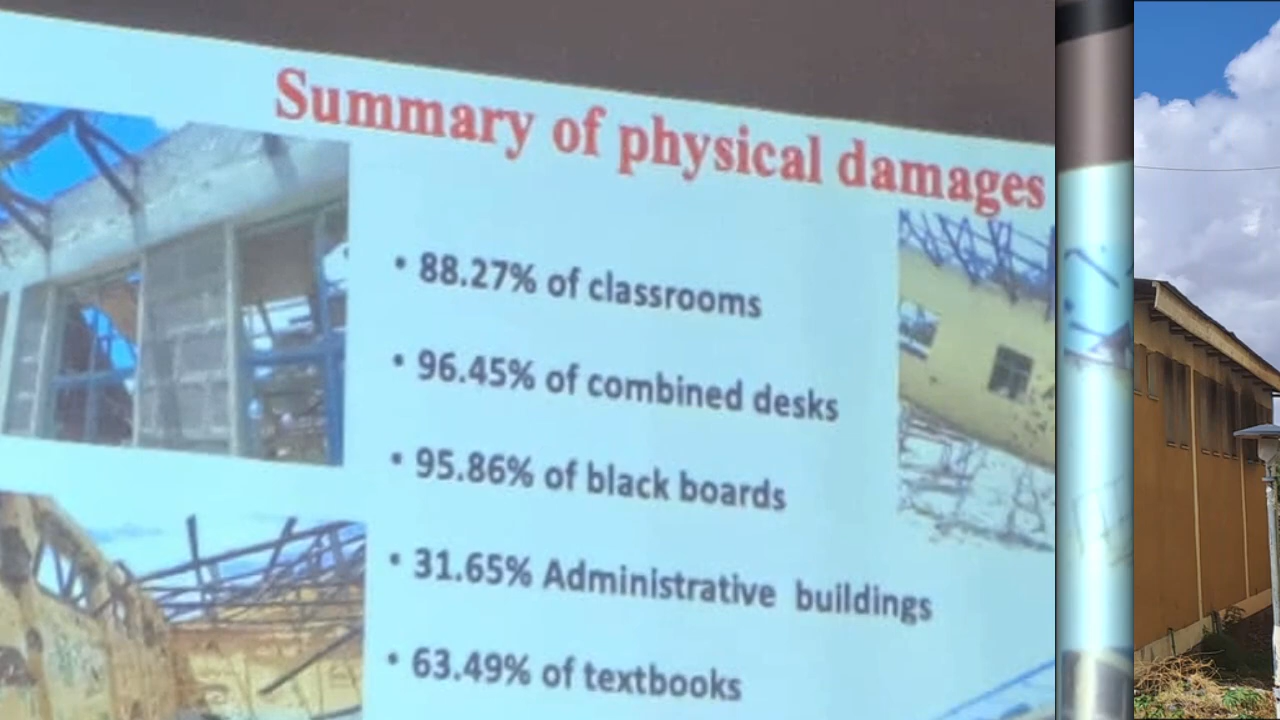 Summary of physical damages
• 88.27% of classrooms
• 96.45% of combined desks
• 95.86% of black boards
• 31.65% Administrative buildings
• 63.49% of textbooks